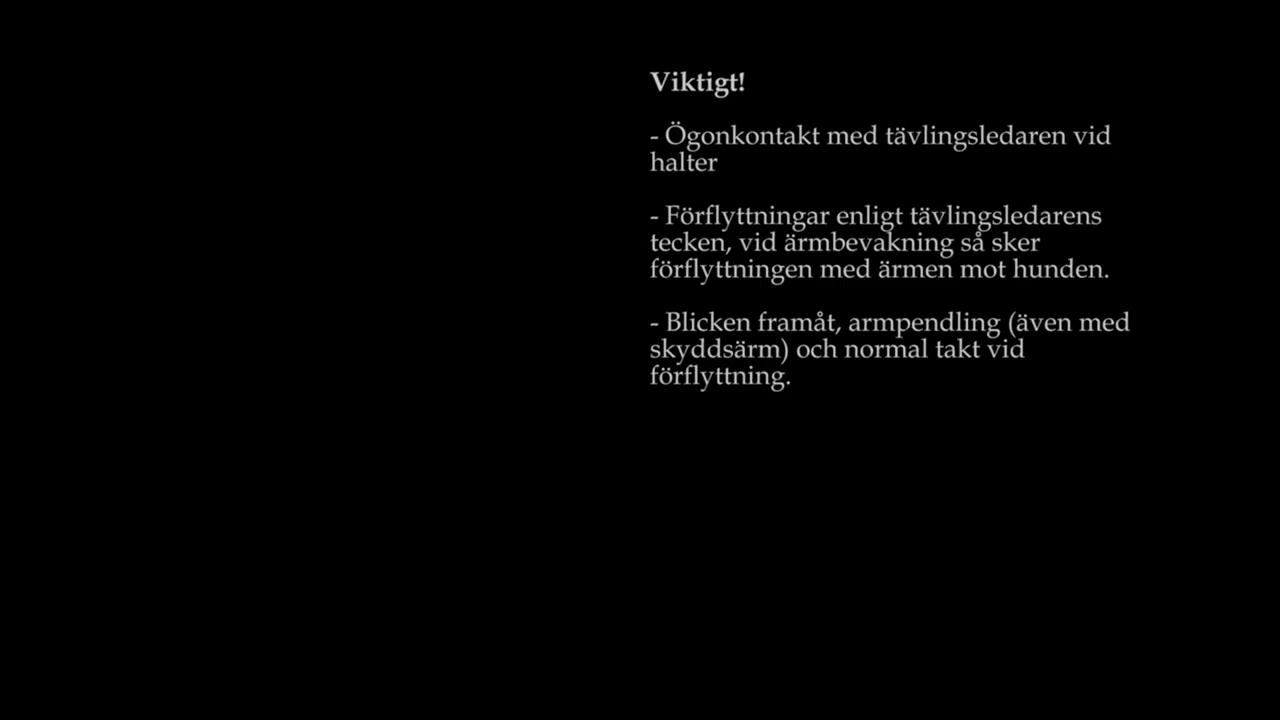 Viktigt!
- Ögonkontakt med tävlingsledaren vid
halter
- Förflyttningar enligt tävlingsledarens
tecken, vid ärmbevakning så sker
förflyttningen med ärmen mot hunden.
- Blicken framåt, armpendling (även med
skyddsärm) och normal takt vid
förflyttning.